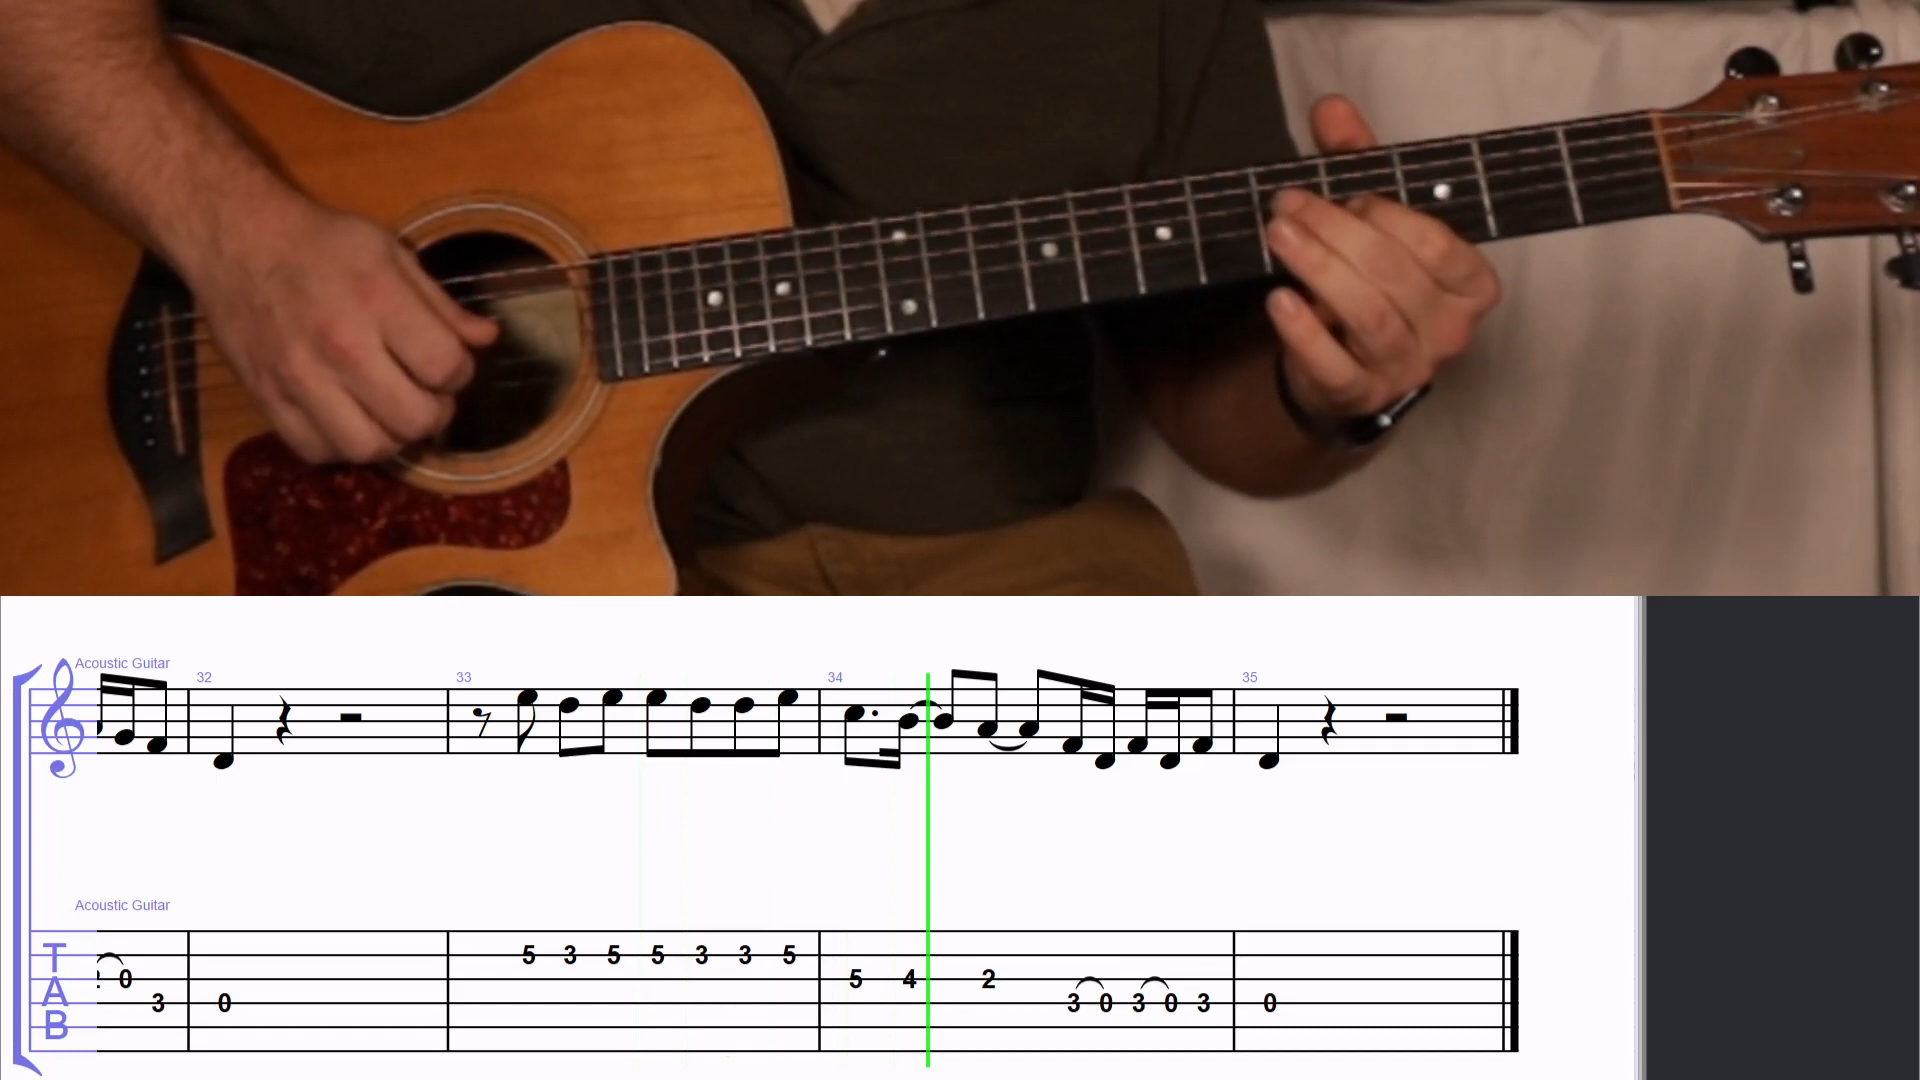 Acoustic Guitar
32 33 34 35
Acoustic Guitar
T 5 3 5 5 3 3 5
0 5 4 2
A 3 0 3 0 3 0 3 0
B